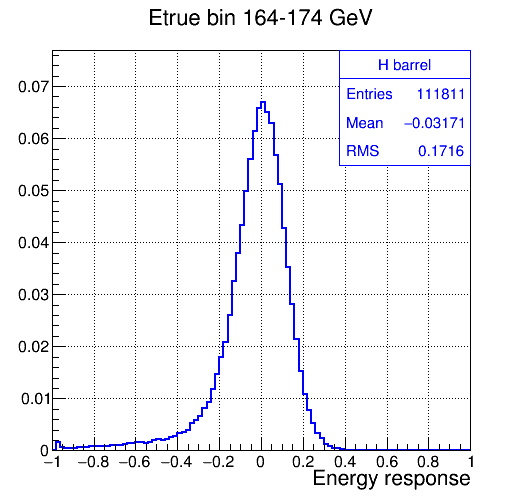 Etrue bin 164-174 GeV
H barrel
Entries 111811
Mean −0.03171
RMS 0.1716
0.07
0.06
0.05
0.04
0.03
0.02
0.01
0
−1 −0.8 −0.6 −0.4 −0.2 0 0.2 0.4 0.6 0.8 1
Energy response